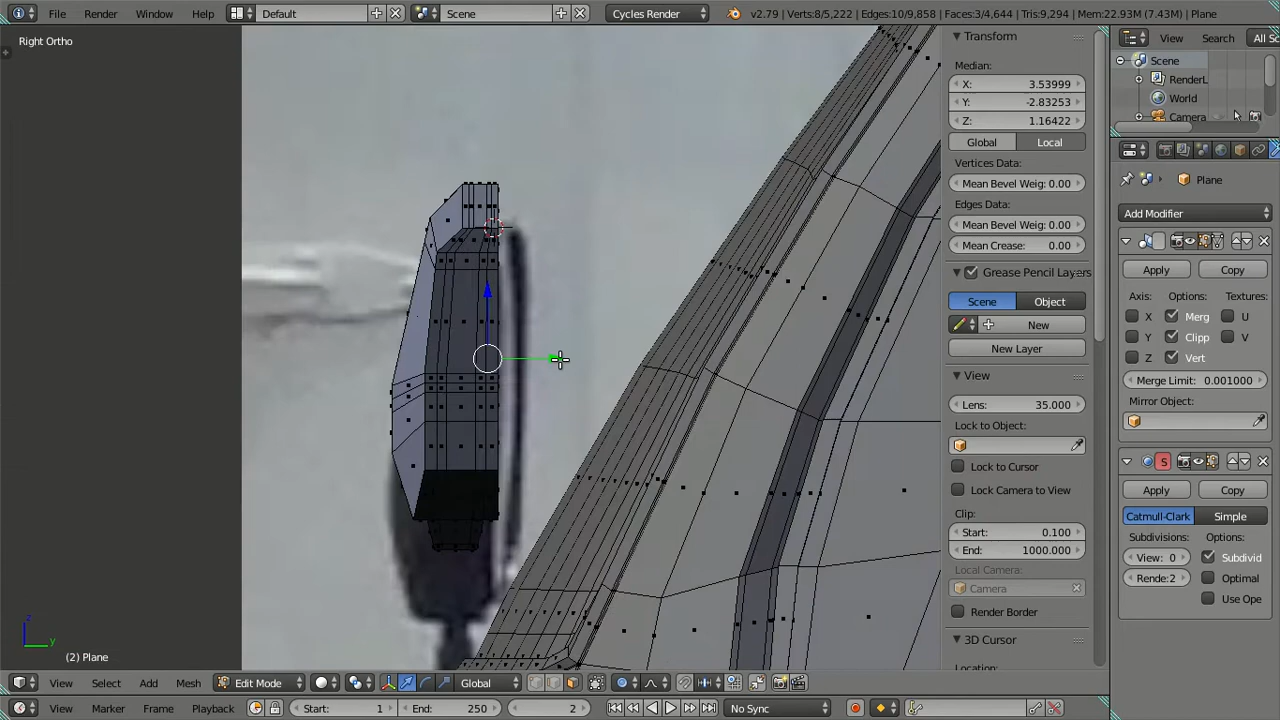 File Render Window Help Default Scene Cycles Render v2.79 | Verts:8/5,222 | Edges:10/9,858 | Faces:3/4,644 | Tris:9,294 | Mem:22.93M (7.43M) | Plane
Right Ortho
Transform
Median:
X: 3.53999
Y: -2.83253
Z: 1.16422
Global Local
Vertices Data:
Mean Bevel Weig: 0.00
Edges Data:
Mean Bevel Weig: 0.00
Mean Crease: 0.00
Grease Pencil Layers
Scene Object
New
New Layer
View
Lens: 35.000
Lock to Object:
Lock to Cursor
Lock Camera to View
Clip:
Start: 0.100
End: 1000.000
Local Camera:
Camera
Render Border
3D Cursor
Location:
View Search All Sc
Scene
RenderL
World
Camera
Plane
Add Modifier
Apply Copy
Axis: Options: Textures:
X Merg U
Y Clipp V
Z Vert
Merge Limit: 0.001000
Mirror Object:
S
Apply Copy
Catmull-Clark Simple
Subdivisions: Options:
View: 0 Subdivid
Rende:2 Optimal
Use Ope
z
y
(2) Plane
View Select Add Mesh Edit Mode Global
View Marker Frame Playback Start: 1 End: 250 2 No Sync